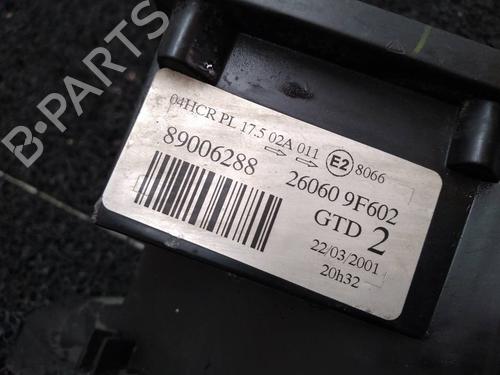 B-PARTS
04HCR PL 17.5 02A 011
E2 8066
89006288
26060 9F602
GTD 2
22/03/2001
20h32